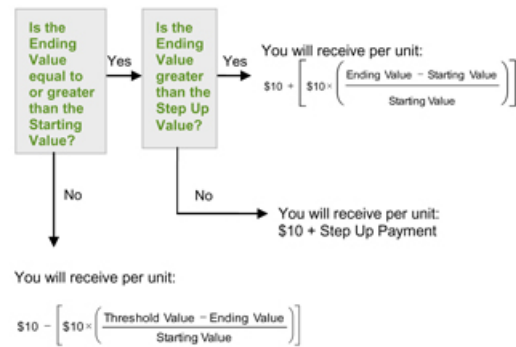 Is the
Ending
Value
equal to
or greater
than the
Starting
Value?
Yes
Is the
Ending
Value
greater
than the
Step Up
Value?
Yes
You will receive per unit:
$10 + [ $10 × ( Ending Value − Starting Value
Starting Value ) ]
No
No
You will receive per unit:
$10 + Step Up Payment
You will receive per unit:
$10 − [ $10 × ( Threshold Value − Ending Value
Starting Value ) ]